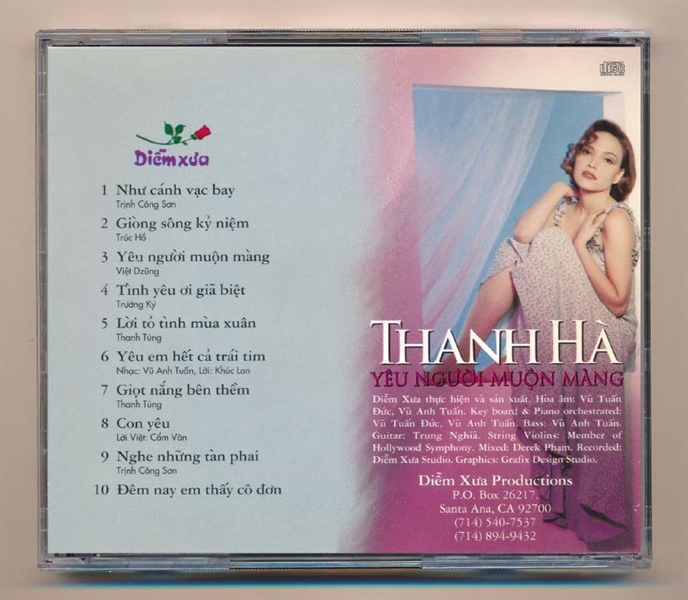 Diễm xưa
1 Như cánh vạc bay
Trịnh Công Sơn
2 Giòng sông kỷ niệm
Trúc Hồ
3 Yêu người muộn màng
Việt Dzũng
4 Tình yêu ơi giã biệt
Trường Kỳ
5 Lời tỏ tình mùa xuân
Thanh Tùng
6 Yêu em hết cả trái tim
Nhạc: Vũ Anh Tuấn, Lời: Khúc Lan
7 Giọt nắng bên thềm
Thanh Tùng
8 Con yêu
Lời Việt: Cẩm Vân
9 Nghe những tàn phai
Trịnh Công Sơn
10 Đêm nay em thấy cô đơn
THANH HÀ
YÊU NGƯỜI MUỘN MÀNG
Diễm Xưa thực hiện và sản xuất. Hòa âm: Vũ Tuấn
Đức, Vũ Anh Tuấn. Key board & Piano orchestrated:
Vũ Tuấn Đức, Vũ Anh Tuấn. Bass: Vũ Anh Tuấn.
Guitar: Trung Nghĩa. String Violins: Member of
Hollywood Symphony. Mixed: Derek Phạm. Recorded:
Diễm Xưa Studio. Graphics: Grafix Design Studio.
Diễm Xưa Productions
P.O. Box 26217.
Santa Ana, CA 92700
(714) 540-7537
(714) 894-9432